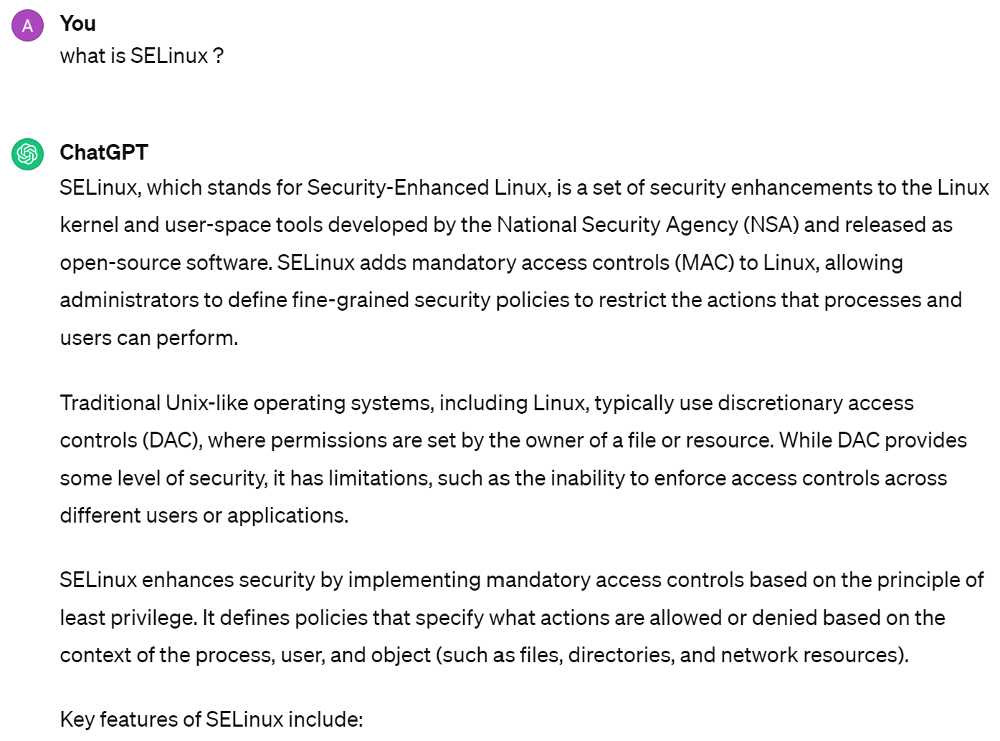 A
You
what is SELinux ?
ChatGPT
SELinux, which stands for Security-Enhanced Linux, is a set of security enhancements to the Linux
kernel and user-space tools developed by the National Security Agency (NSA) and released as
open-source software. SELinux adds mandatory access controls (MAC) to Linux, allowing
administrators to define fine-grained security policies to restrict the actions that processes and
users can perform.
Traditional Unix-like operating systems, including Linux, typically use discretionary access
controls (DAC), where permissions are set by the owner of a file or resource. While DAC provides
some level of security, it has limitations, such as the inability to enforce access controls across
different users or applications.
SELinux enhances security by implementing mandatory access controls based on the principle of
least privilege. It defines policies that specify what actions are allowed or denied based on the
context of the process, user, and object (such as files, directories, and network resources).
Key features of SELinux include: